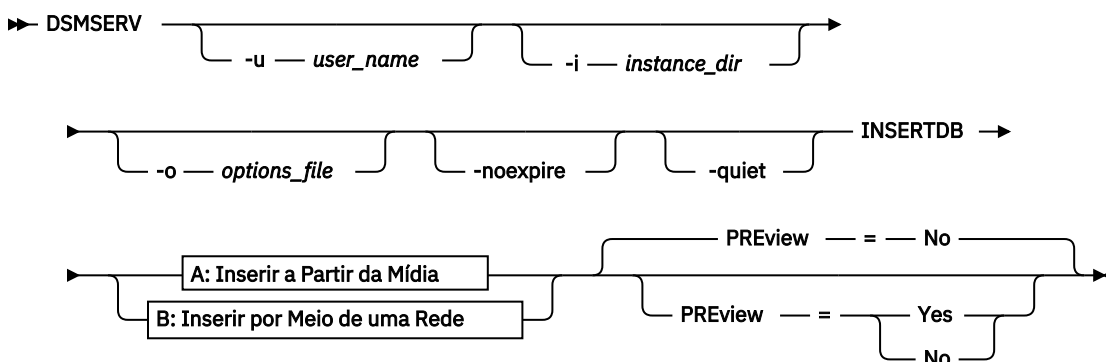 DSMSERV
-u user_name
-i instance_dir
-o options_file
-noexpire
-quiet
INSERTDB
PREview = No
A: Inserir a Partir da Mídia
B: Inserir por Meio de uma Rede
PREview = Yes
No